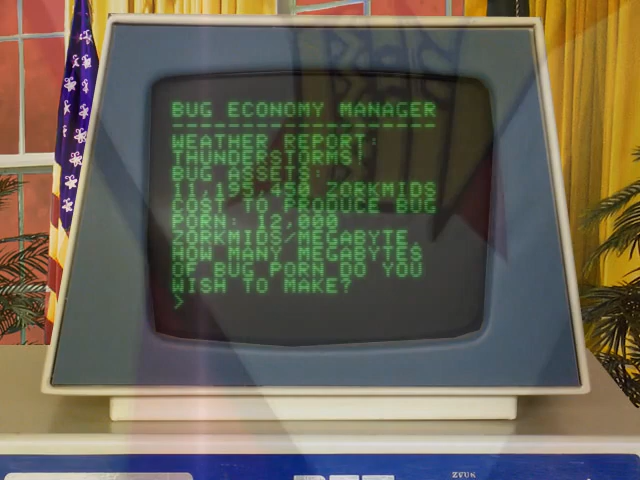 BUG ECONOMY MANAGER
-------------------
WEATHER REPORT:
THUNDERSTORMS!
BUG ASSETS:
11,195,450 ZORKMIDS
COST TO PRODUCE BUG
PORN: 12,000
ZORKMIDS/MEGABYTE.
HOW MANY MEGABYTES
OF BUG PORN DO YOU
WISH TO MAKE?
>